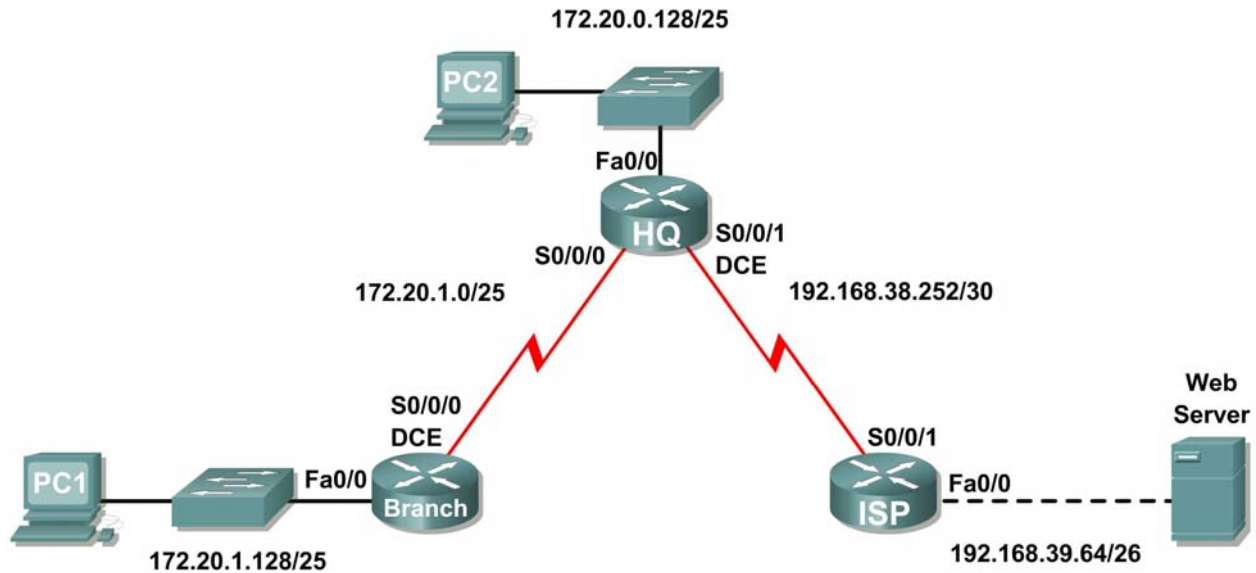 172.20.0.128/25
PC2
Fa0/0
HQ
S0/0/1
DCE
S0/0/0
172.20.1.0/25
192.168.38.252/30
Web
Server
S0/0/0
DCE
S0/0/1
PC1
Fa0/0
Branch
ISP
Fa0/0
172.20.1.128/25
192.168.39.64/26